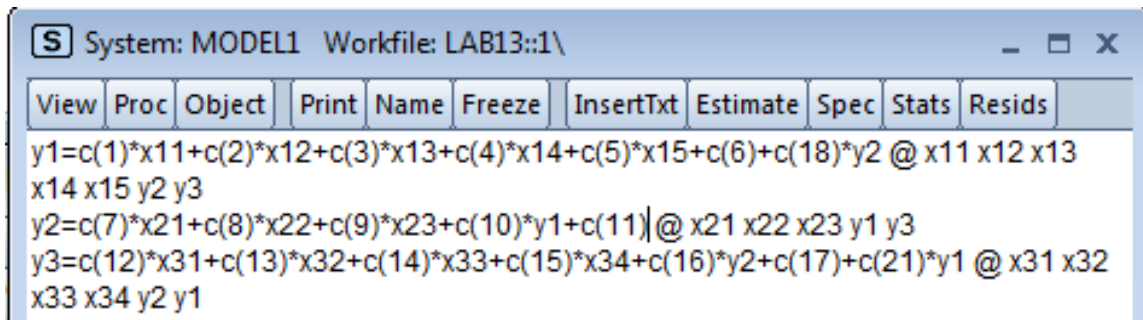 S System: MODEL1 Workfile: LAB13::1\
View Proc Object Print Name Freeze InsertTxt Estimate Spec Stats Resids
y1=c(1)*x11+c(2)*x12+c(3)*x13+c(4)*x14+c(5)*x15+c(6)+c(18)*y2 @ x11 x12 x13
x14 x15 y2 y3
y2=c(7)*x21+c(8)*x22+c(9)*x23+c(10)*y1+c(11) @ x21 x22 x23 y1 y3
y3=c(12)*x31+c(13)*x32+c(14)*x33+c(15)*x34+c(16)*y2+c(17)+c(21)*y1 @ x31 x32
x33 x34 y2 y1